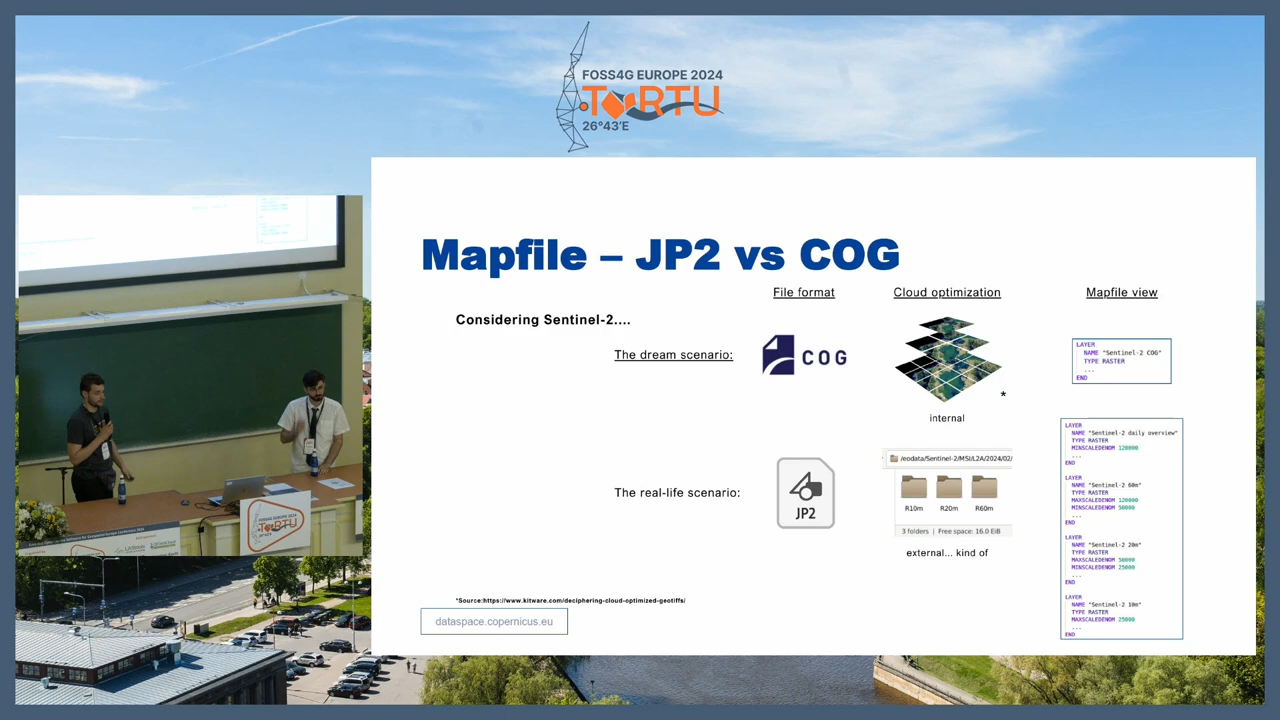 FOSS4G EUROPE 2024
TORTU
26°43'E
Mapfile – JP2 vs COG
File format
Cloud optimization
Mapfile view
Considering Sentinel-2....
The dream scenario:
COG
*
internal
LAYER
NAME "Sentinel-2 COG"
TYPE RASTER
...
END
The real-life scenario:
JP2
/eodata/Sentinel-2/MSI/L2A/2024/02/
R10m
R20m
R60m
3 folders | Free space: 16.0 EiB
external... kind of
LAYER
NAME "Sentinel-2 daily overview"
TYPE RASTER
MINSCALEDENOM 120000
...
END
LAYER
NAME "Sentinel-2 60m"
TYPE RASTER
MAXSCALEDENOM 120000
MINSCALEDENOM 50000
...
END
LAYER
NAME "Sentinel-2 20m"
TYPE RASTER
MAXSCALEDENOM 50000
MINSCALEDENOM 25000
...
END
LAYER
NAME "Sentinel-2 10m"
TYPE RASTER
MAXSCALEDENOM 25000
...
END
*Source:https://www.kitware.com/deciphering-cloud-optimized-geotiffs/
dataspace.copernicus.eu